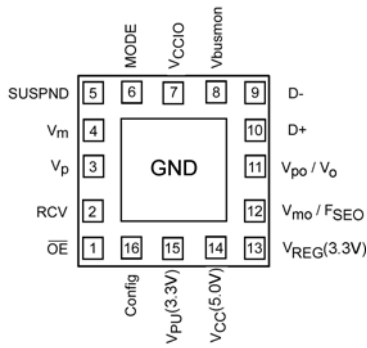 MODE
VCCIO
Vbusmon
SUSPND
5
6
7
8
9
D-
Vm
4
10
D+
Vp
3
GND
11
Vpo / Vo
RCV
2
12
Vmo / FSEO
OE
1
16
15
14
13
VREG(3.3V)
Config
VPU(3.3V)
VCC(5.0V)